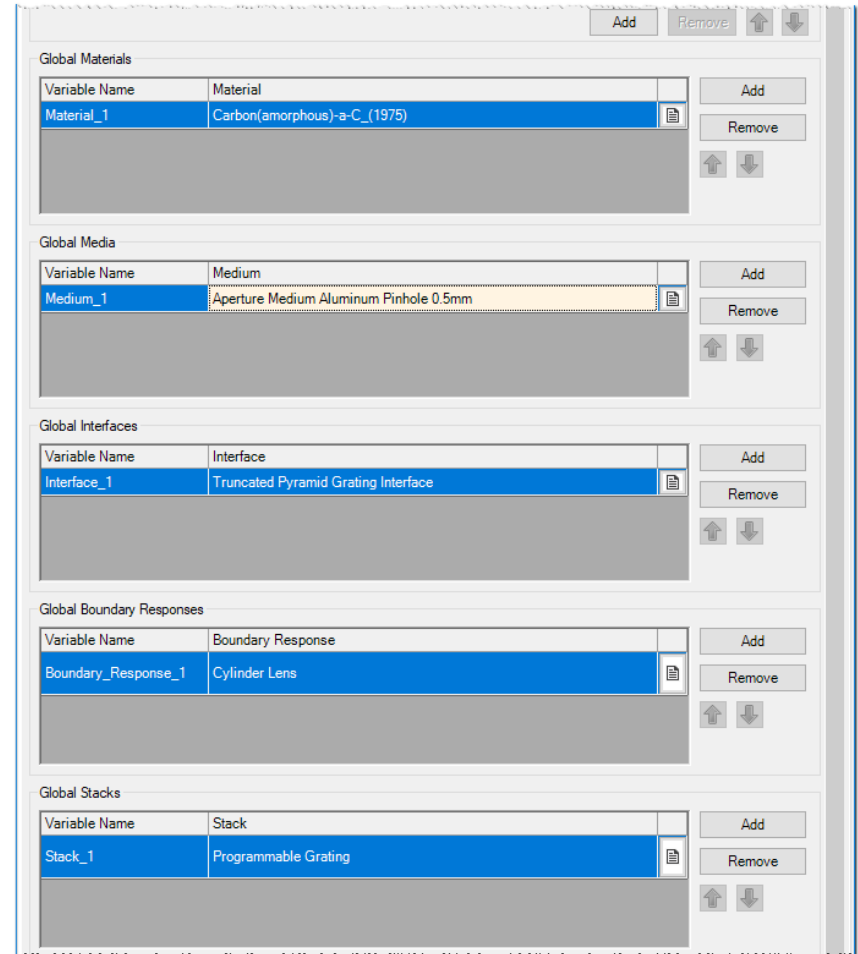 Add Remove
Global Materials
Variable Name Material Add
Material_1 Carbon(amorphous)-a-C_(1975)
Remove
Global Media
Variable Name Medium Add
Medium_1 Aperture Medium Aluminum Pinhole 0.5mm
Remove
Global Interfaces
Variable Name Interface Add
Interface_1 Truncated Pyramid Grating Interface
Remove
Global Boundary Responses
Variable Name Boundary Response Add
Boundary_Response_1 Cylinder Lens
Remove
Global Stacks
Variable Name Stack Add
Stack_1 Programmable Grating
Remove